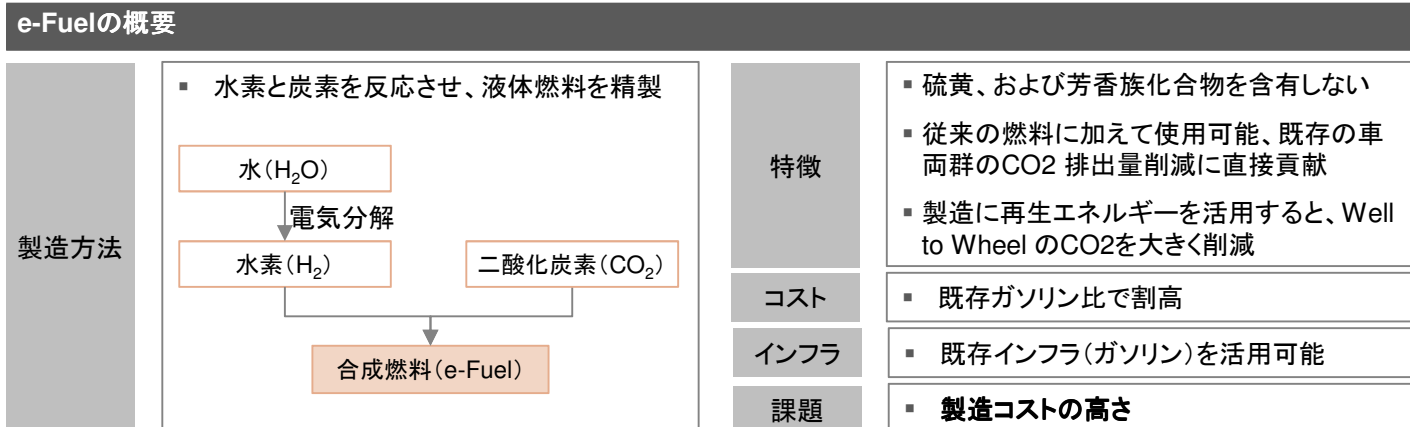 e-Fuelの概要
製造方法
▪ 水素と炭素を反応させ、液体燃料を精製
水(H₂O)
電気分解
水素(H₂)
二酸化炭素(CO₂)
合成燃料(e-Fuel)
特徴
▪ 硫黄、および芳香族化合物を含有しない
▪ 従来の燃料に加えて使用可能、既存の車
両群のCO2 排出量削減に直接貢献
▪ 製造に再生エネルギーを活用すると、Well
to Wheel のCO2を大きく削減
コスト
▪ 既存ガソリン比で割高
インフラ
▪ 既存インフラ(ガソリン)を活用可能
課題
▪ 製造コストの高さ